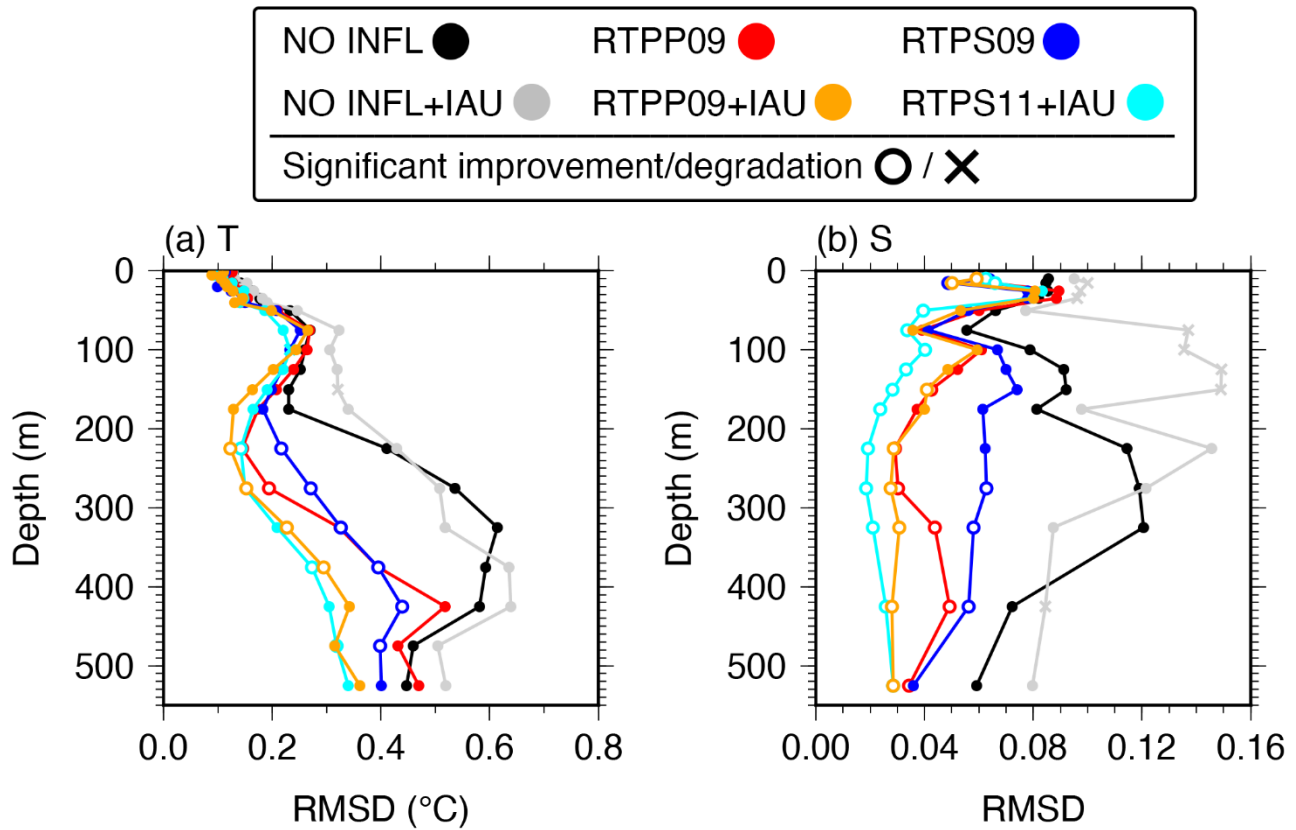 NO INFL RTPP09 RTPS09
NO INFL+IAU RTPP09+IAU RTPS11+IAU
Significant improvement/degradation /
(a) T
0
100
200
300
400
500
Depth (m)
0.0 0.2 0.4 0.6 0.8
RMSD (°C)
(b) S
0
100
200
300
400
500
Depth (m)
0.00 0.04 0.08 0.12 0.16
RMSD